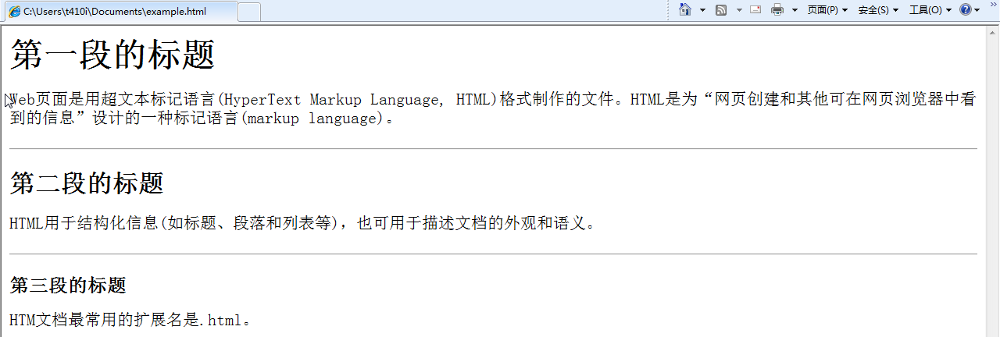 C:\Users\t410i\Documents\example.html
页面(P) 安全(S) 工具(O)
第一段的标题
Web页面是用超文本标记语言(HyperText Markup Language, HTML)格式制作的文件。HTML是为“网页创建和其他可在网页浏览器中看
到的信息”设计的一种标记语言(markup language)。
第二段的标题
HTML用于结构化信息(如标题、段落和列表等)，也可用于描述文档的外观和语义。
第三段的标题
HTM文档最常用的扩展名是.html。